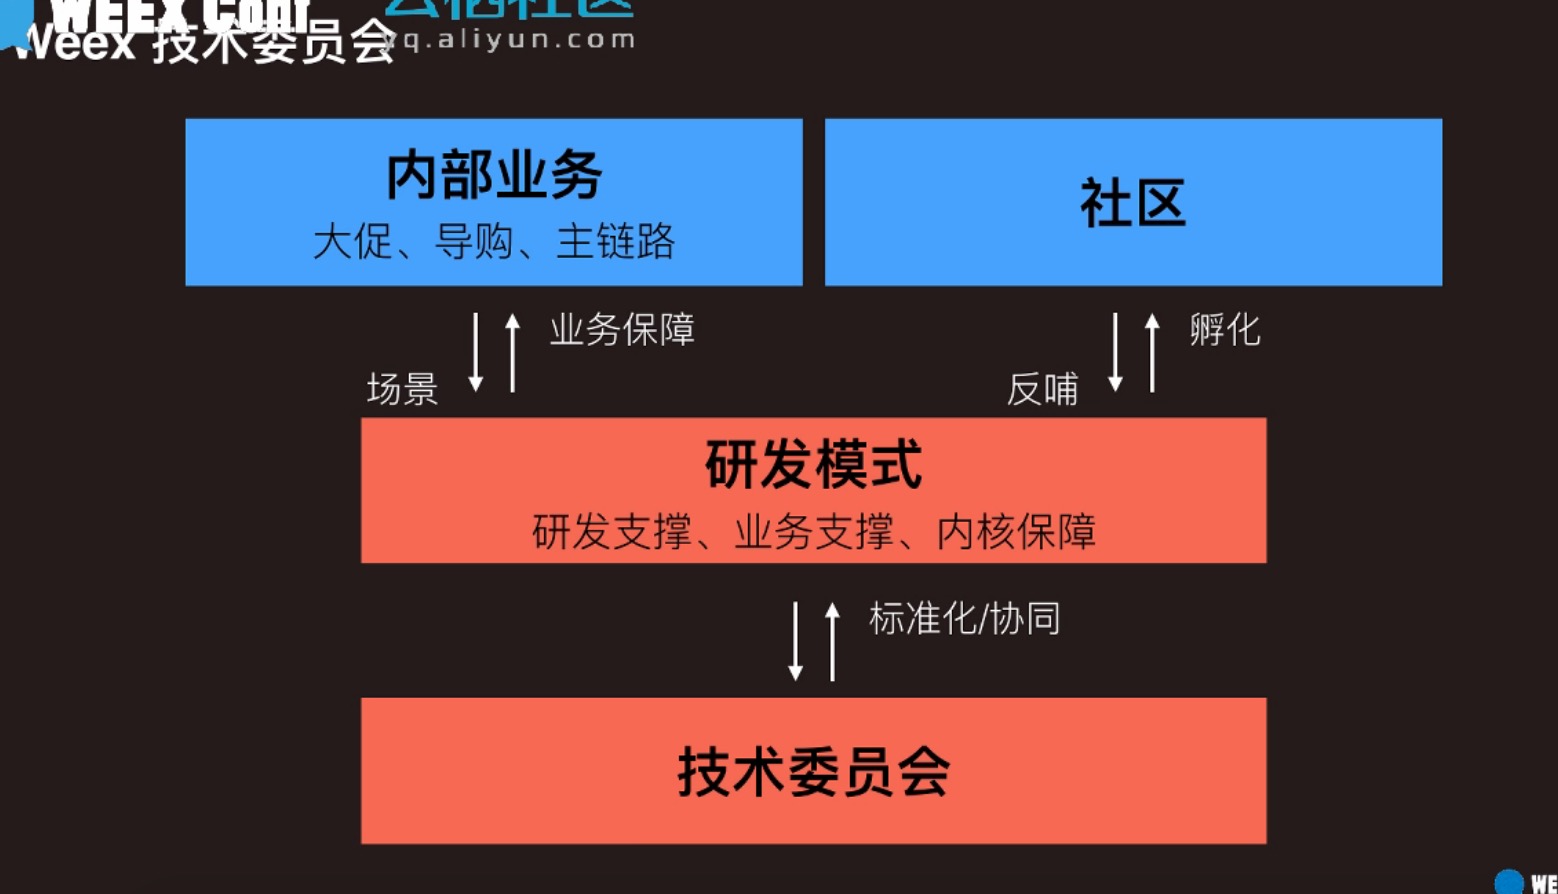 WEEX Conf
云栖社区
Weex 技术委员会
yq.aliyun.com
内部业务
大促、导购、主链路
社区
业务保障
场景
孵化
反哺
研发模式
研发支撑、业务支撑、内核保障
标准化/协同
技术委员会
WE